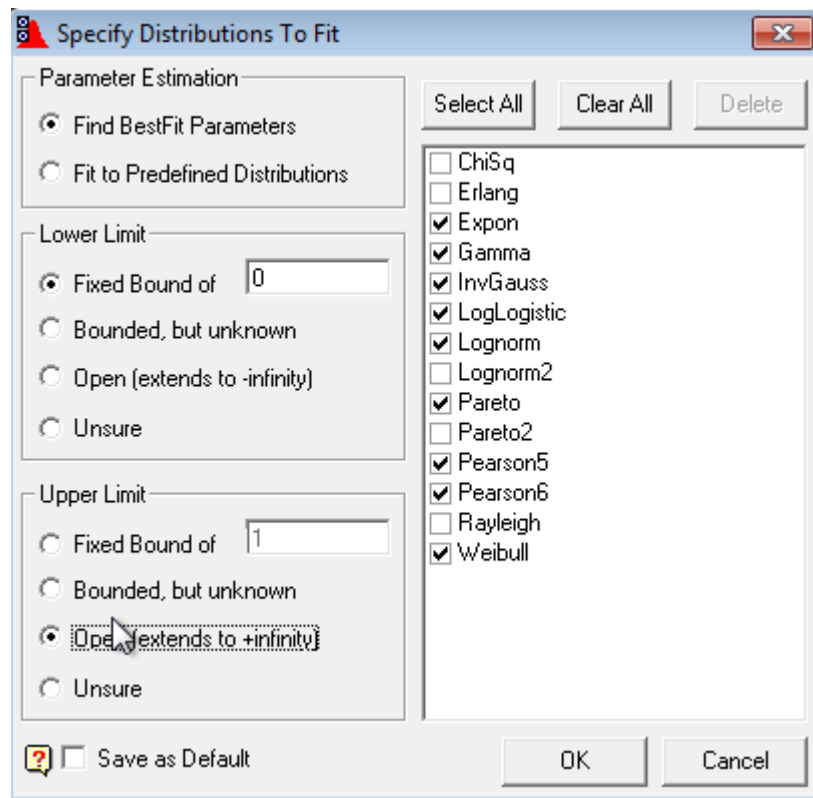 Specify Distributions To Fit
Parameter Estimation
Find BestFit Parameters
Fit to Predefined Distributions
Lower Limit
Fixed Bound of 0
Bounded, but unknown
Open (extends to -infinity)
Unsure
Upper Limit
Fixed Bound of 1
Bounded, but unknown
Open (extends to +infinity)
Unsure
Save as Default
Select All Clear All Delete
ChiSq
Erlang
Expon
Gamma
InvGauss
LogLogistic
Lognorm
Lognorm2
Pareto
Pareto2
Pearson5
Pearson6
Rayleigh
Weibull
OK Cancel